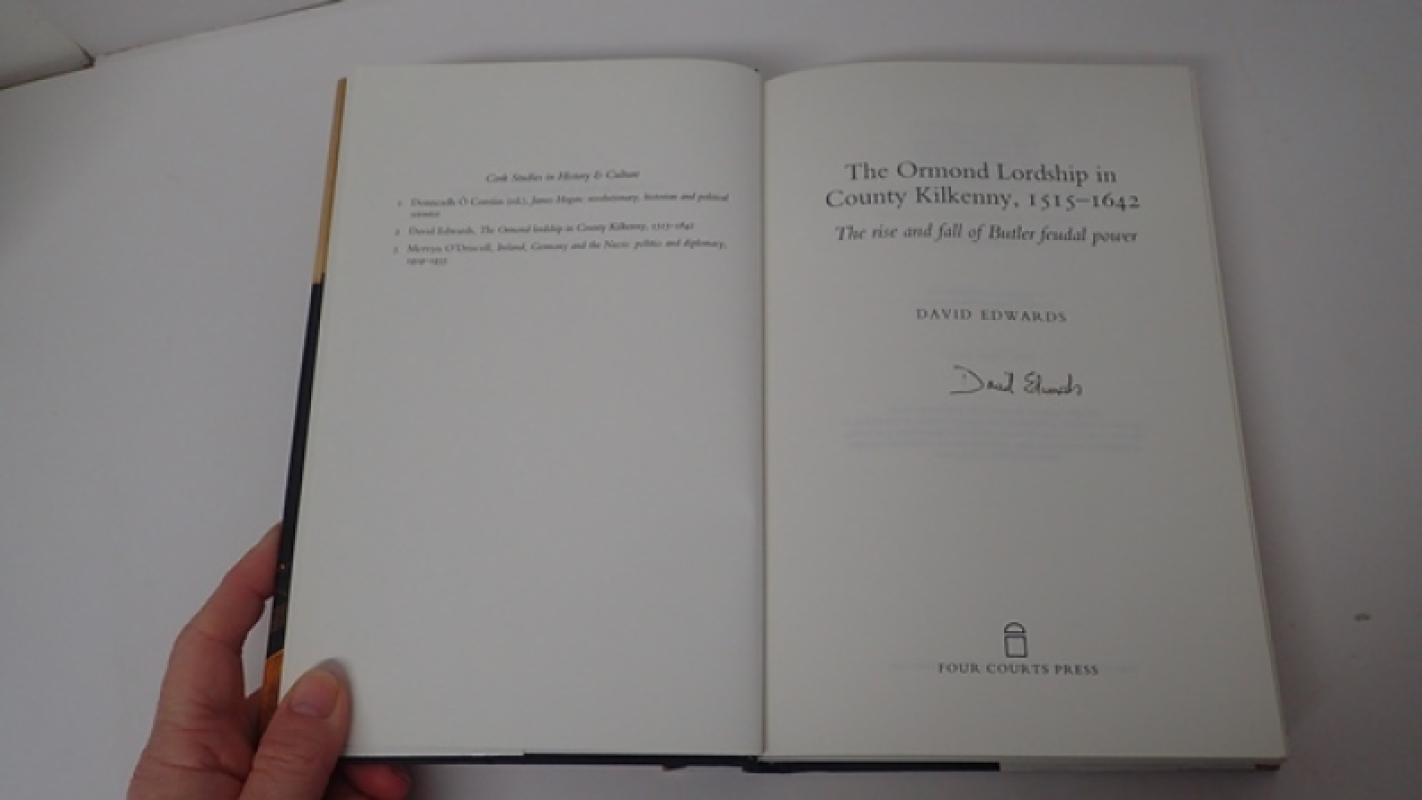 Cork Studies in History & Culture
1 Donnchadh Ó Corráin (ed.), James Hogan: revolutionary, historian and political
scientist
2 David Edwards, The Ormond lordship in County Kilkenny, 1515–1642
3 Mervyn O'Driscoll, Ireland, Germany and the Nazis: politics and diplomacy,
1919–1939
The Ormond Lordship in
County Kilkenny, 1515–1642
The rise and fall of Butler feudal power
DAVID EDWARDS
David Edwards
FOUR COURTS PRESS